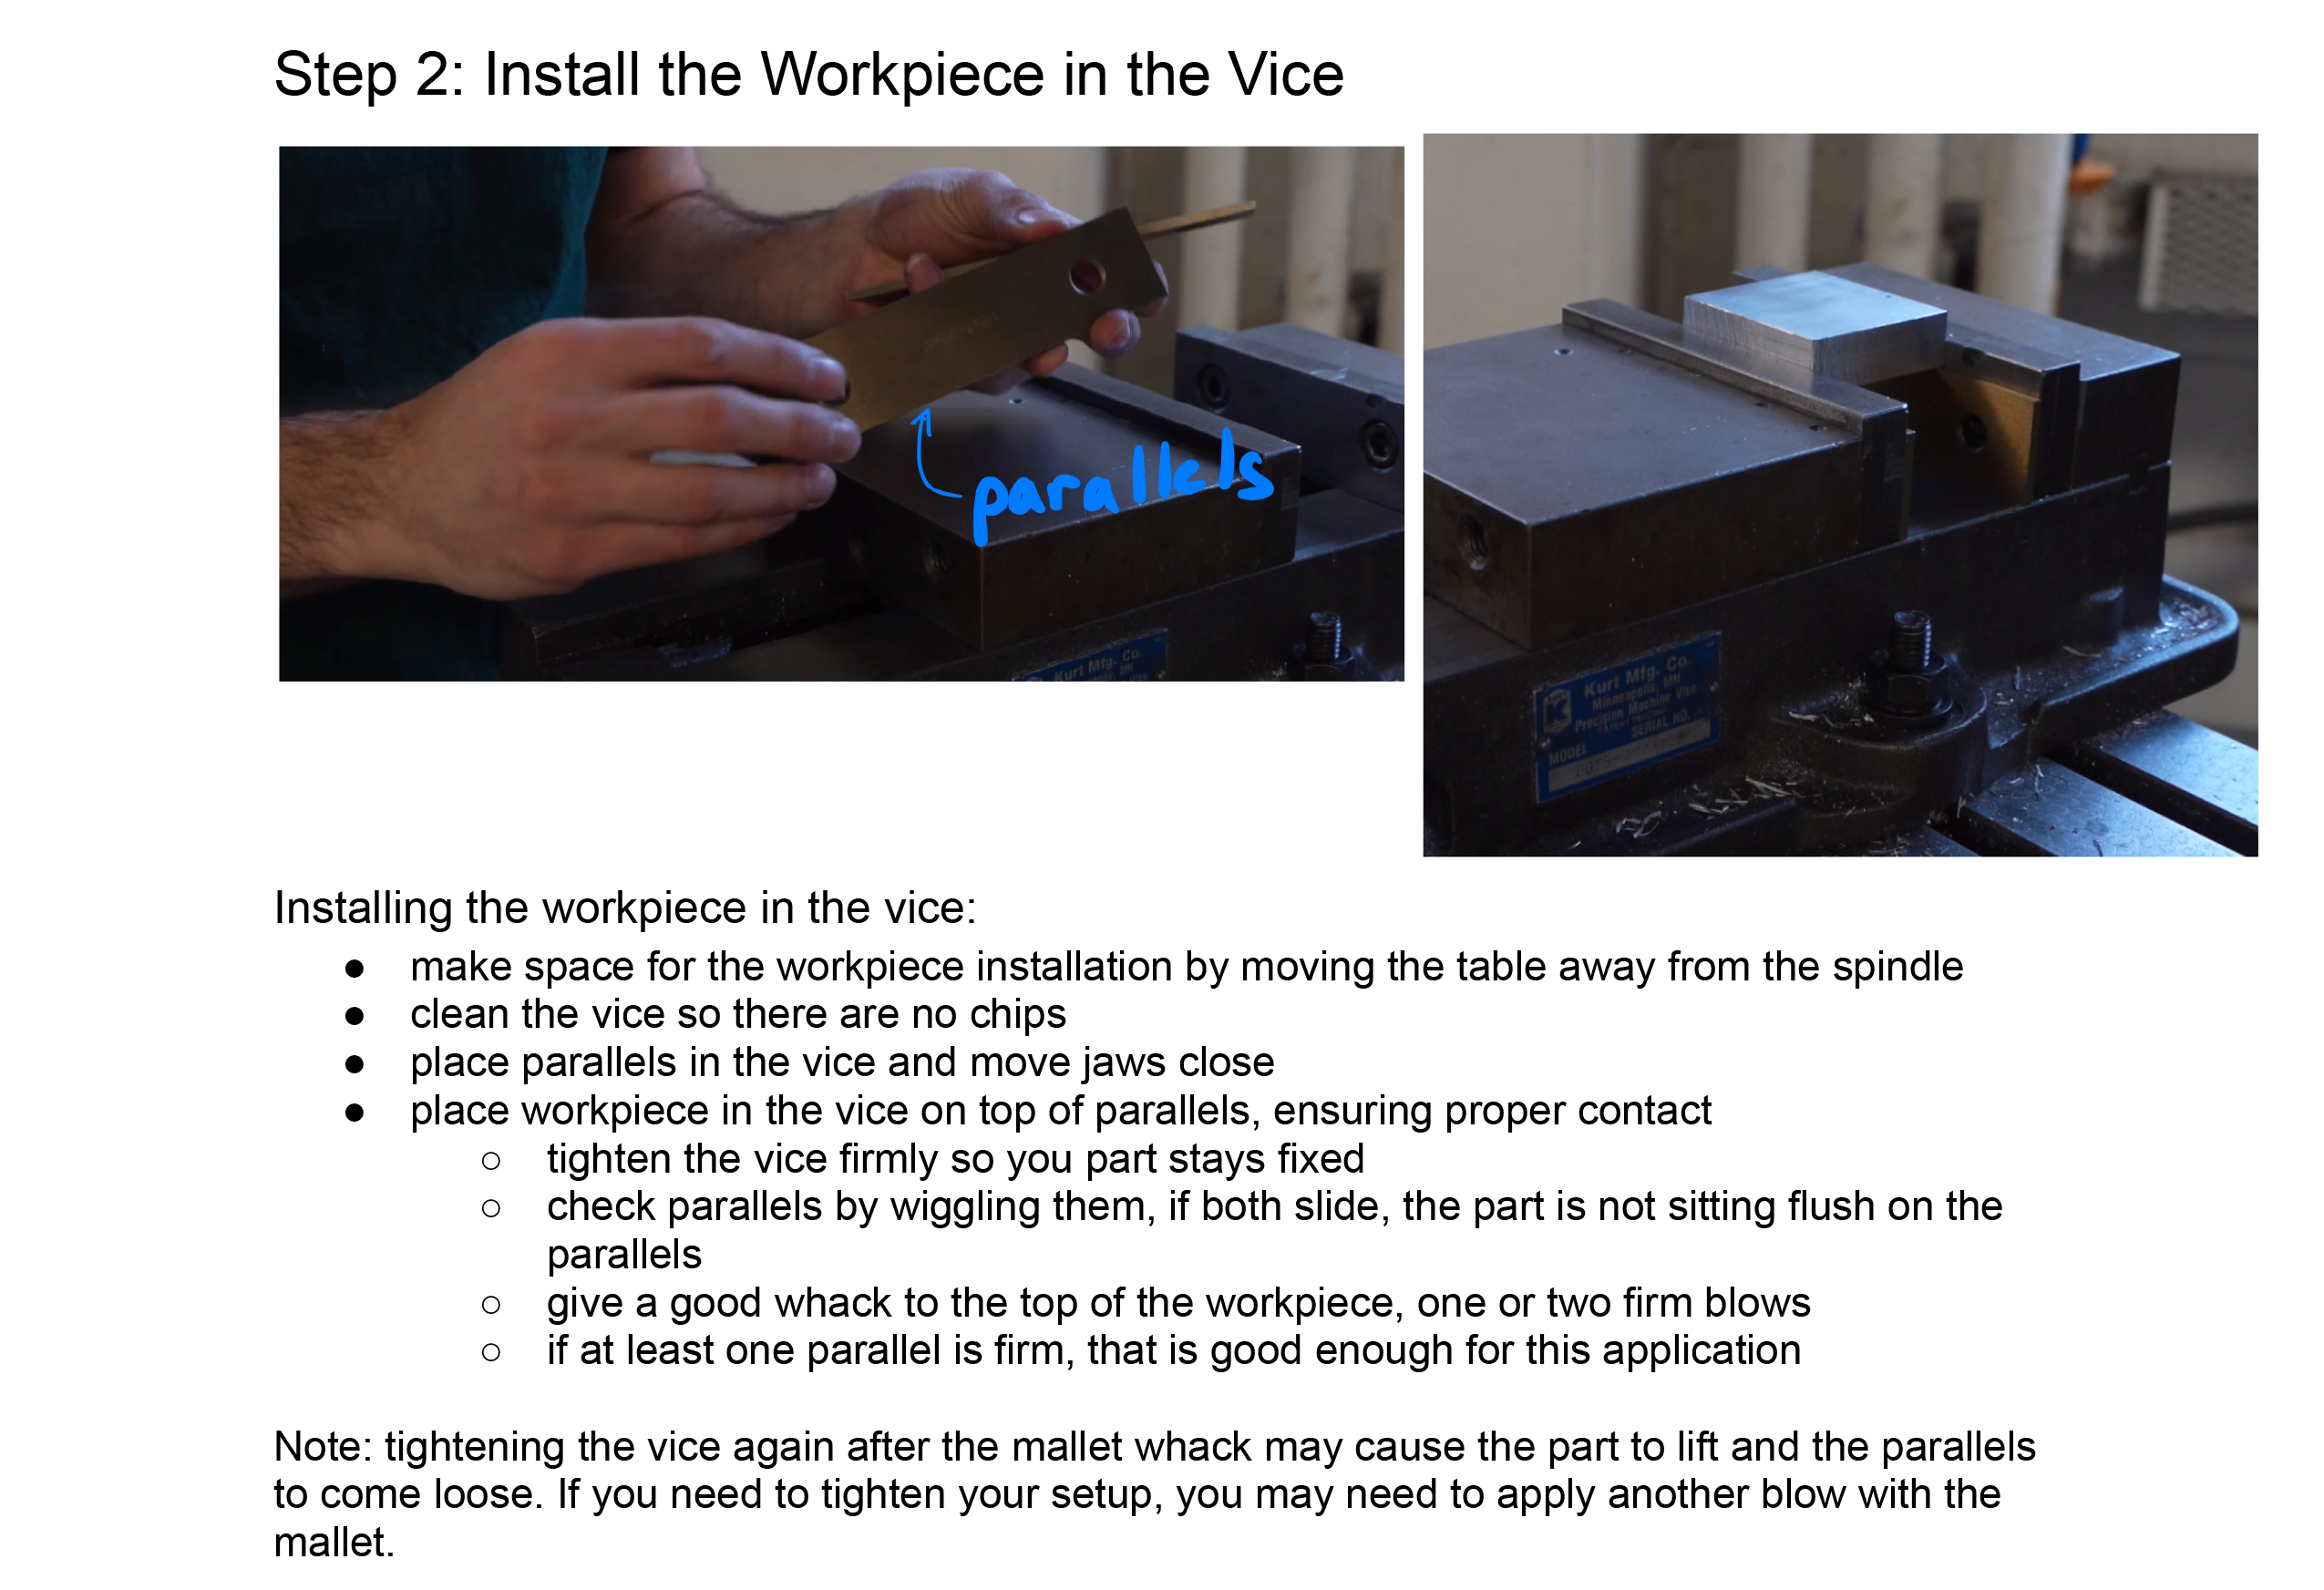 Step 2: Install the Workpiece in the Vice
parallels
Kurt Mfg. Co.
Kurt Mfg. Co.
Minneapolis, MN
Precision Machine Vise
SERIAL NO.
MODEL
Installing the workpiece in the vice:
● make space for the workpiece installation by moving the table away from the spindle
● clean the vice so there are no chips
● place parallels in the vice and move jaws close
● place workpiece in the vice on top of parallels, ensuring proper contact
○ tighten the vice firmly so you part stays fixed
○ check parallels by wiggling them, if both slide, the part is not sitting flush on the
parallels
○ give a good whack to the top of the workpiece, one or two firm blows
○ if at least one parallel is firm, that is good enough for this application
Note: tightening the vice again after the mallet whack may cause the part to lift and the parallels
to come loose. If you need to tighten your setup, you may need to apply another blow with the
mallet.